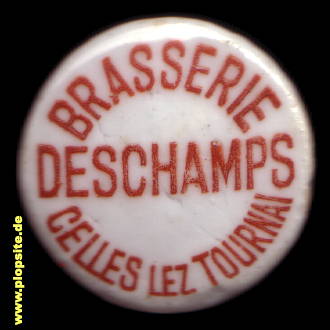 BRASSERIE
DESCHAMPS
CELLES LEZ TOURNAI
www.plopsite.de